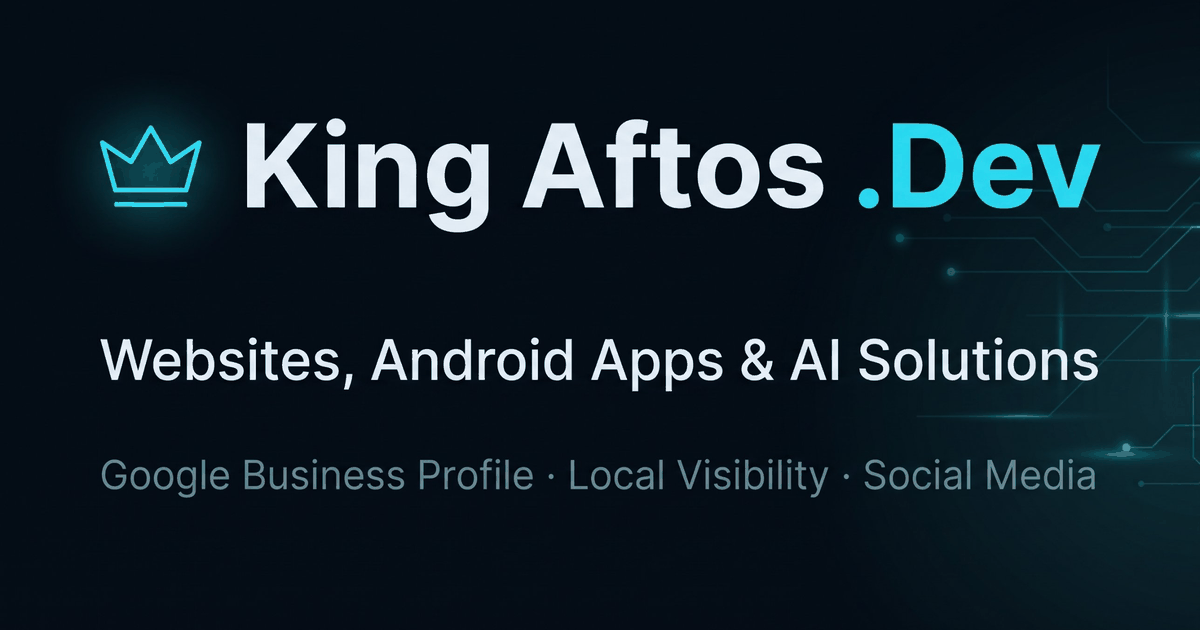 King Aftos .Dev
Websites, Android Apps & AI Solutions
Google Business Profile · Local Visibility · Social Media